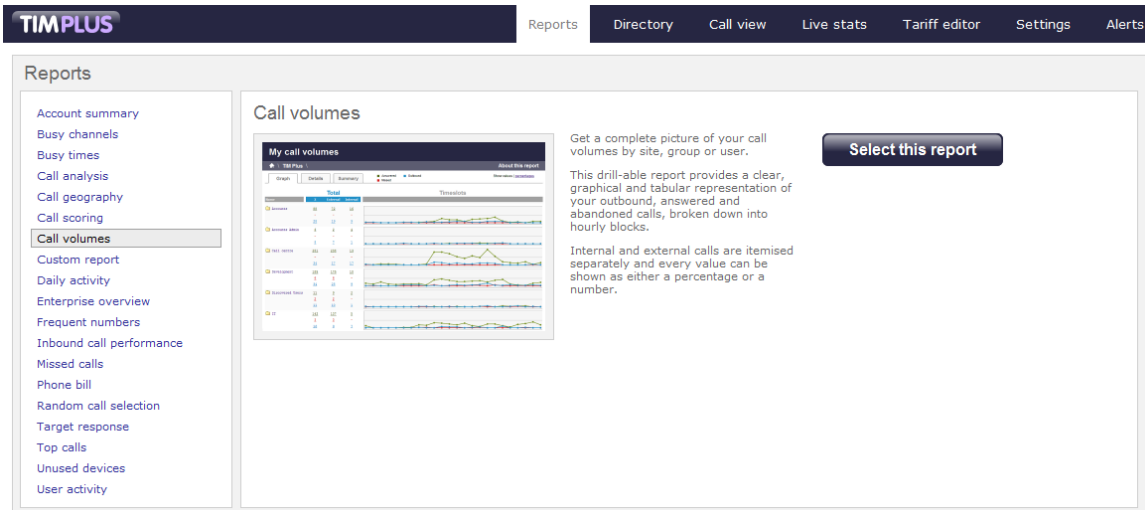 TIMPLUS
Reports
Directory
Call view
Live stats
Tariff editor
Settings
Alerts
Reports
Account summary
Busy channels
Busy times
Call analysis
Call geography
Call scoring
Call volumes
Custom report
Daily activity
Enterprise overview
Frequent numbers
Inbound call performance
Missed calls
Phone bill
Random call selection
Target response
Top calls
Unused devices
User activity
Call volumes
My call volumes
TIM Plus
About this report
Graph
Details
Summary
Total
Timeslots
External
Internal
Get a complete picture of your call
volumes by site, group or user.
This drill-able report provides a clear,
graphical and tabular representation of
your outbound, answered and
abandoned calls, broken down into
hourly blocks.
Internal and external calls are itemised
separately and every value can be
shown as either a percentage or a
number.
Select this report